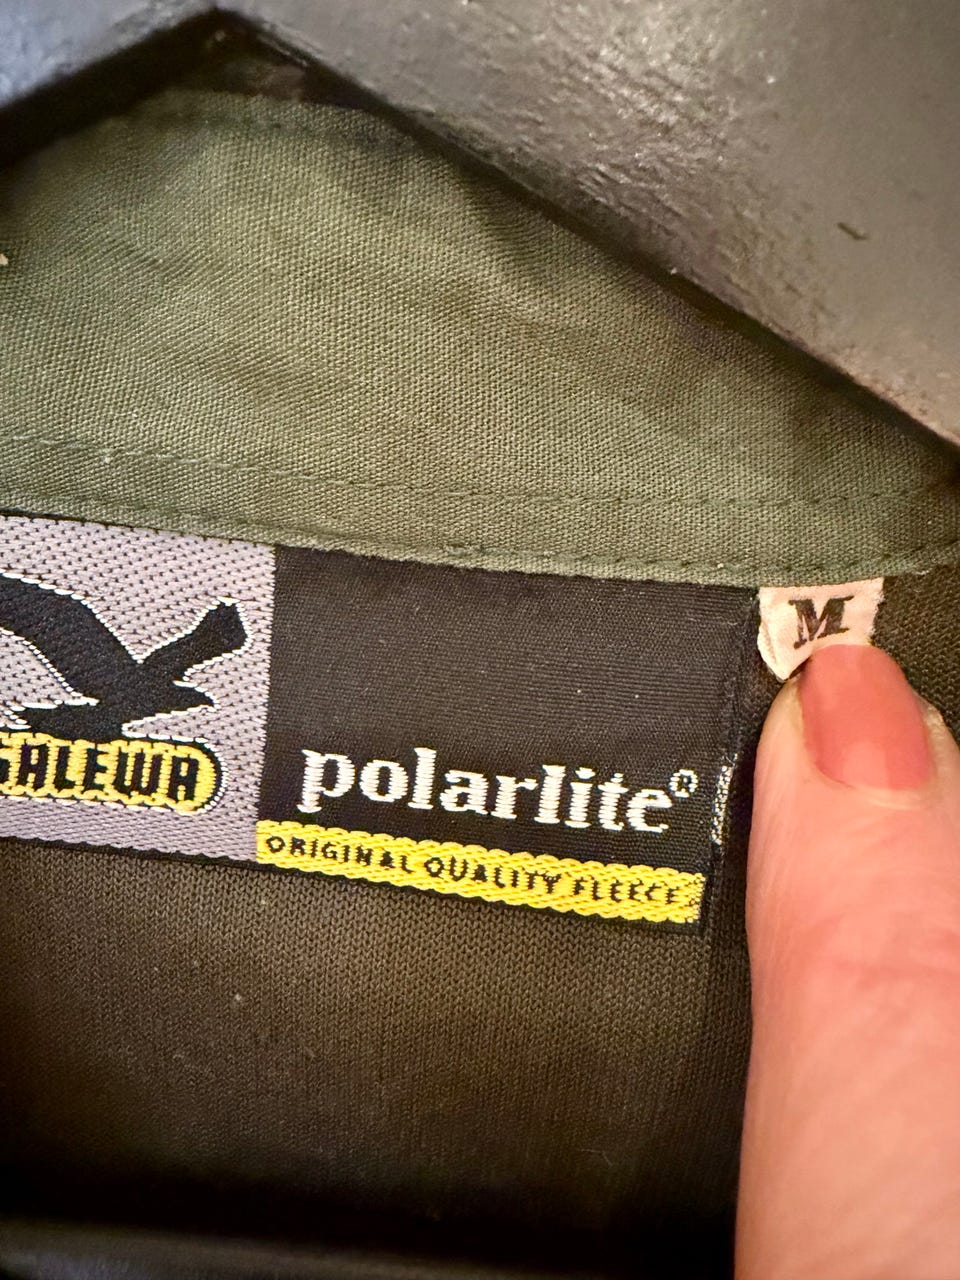 SALEWA
polarlite®
ORIGINAL QUALITY FLEECE
M